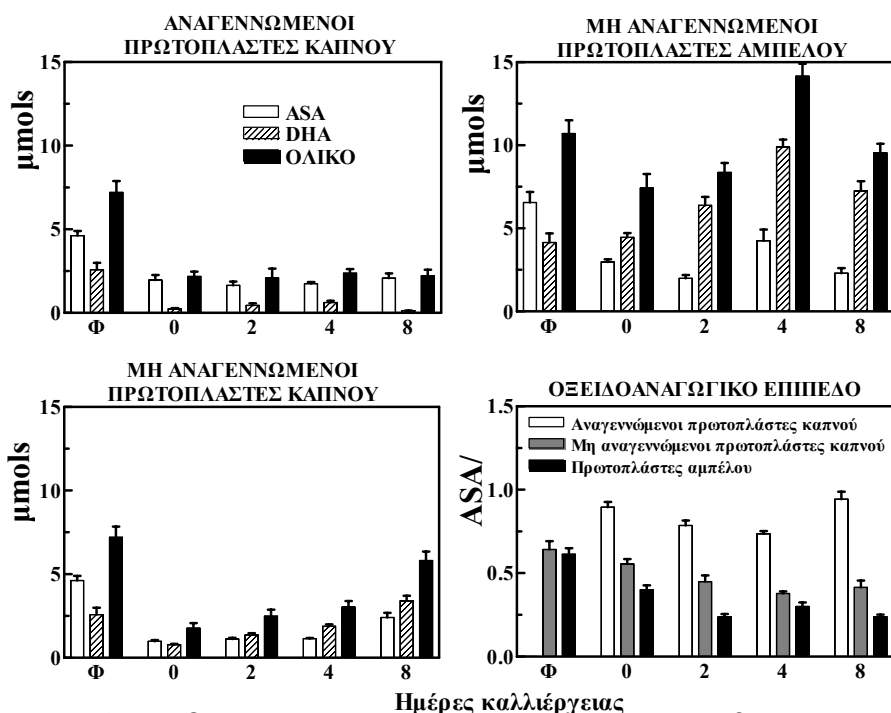 ΑΝΑΓΕΝΝΩΜΕΝΟΙ
ΠΡΩΤΟΠΛΑΣΤΕΣ ΚΑΠΝΟΥ
15
10
5
0
μmols
ASA
DHA
ΟΛΙΚΟ
Φ 0 2 4 8
ΜΗ ΑΝΑΓΕΝΝΩΜΕΝΟΙ
ΠΡΩΤΟΠΛΑΣΤΕΣ ΑΜΠΕΛΟΥ
15
10
5
0
μmols
Φ 0 2 4 8
ΜΗ ΑΝΑΓΕΝΝΩΜΕΝΟΙ
ΠΡΩΤΟΠΛΑΣΤΕΣ ΚΑΠΝΟΥ
15
10
5
0
μmols
Φ 0 2 4 8
ΟΞΕΙΔΟΑΝΑΓΩΓΙΚΟ ΕΠΙΠΕΔΟ
1.5
1.0
0.5
0.0
ASA/
Αναγεννώμενοι πρωτοπλάστες καπνού
Μη αναγεννώμενοι πρωτοπλάστες καπνού
Πρωτοπλάστες αμπέλου
Φ 0 2 4 8
Ημέρες καλλιέργειας